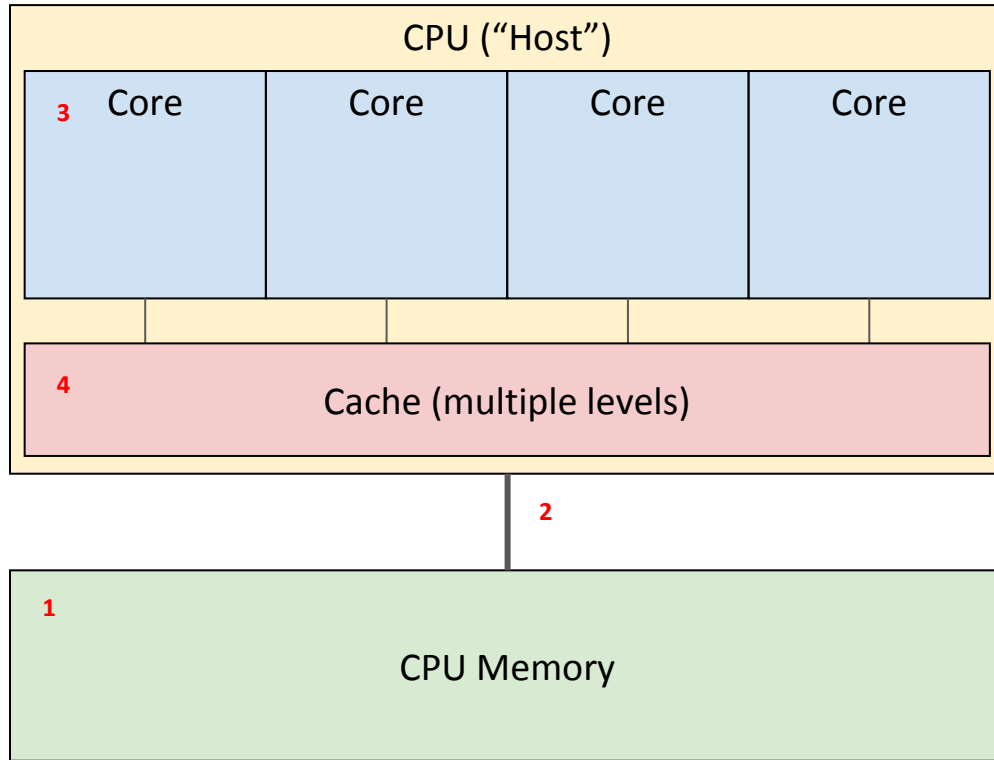 CPU (“Host”)
3
Core
Core
Core
Core
4
Cache (multiple levels)
2
1
CPU Memory